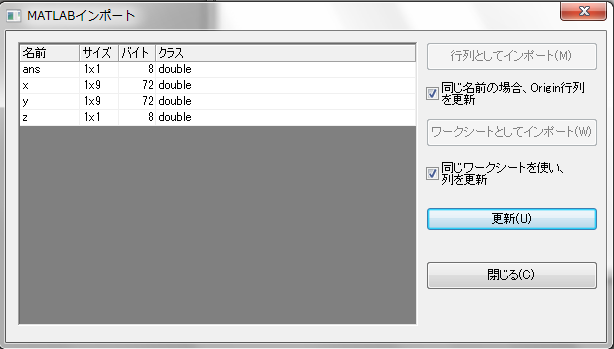 MATLABインポート
名前 サイズ バイト クラス
ans 1x1 8 double
x 1x9 72 double
y 1x9 72 double
z 1x1 8 double
行列としてインポート(M)
同じ名前の場合、Origin行列
を更新
ワークシートとしてインポート(W)
同じワークシートを使い、
列を更新
更新(U)
閉じる(C)